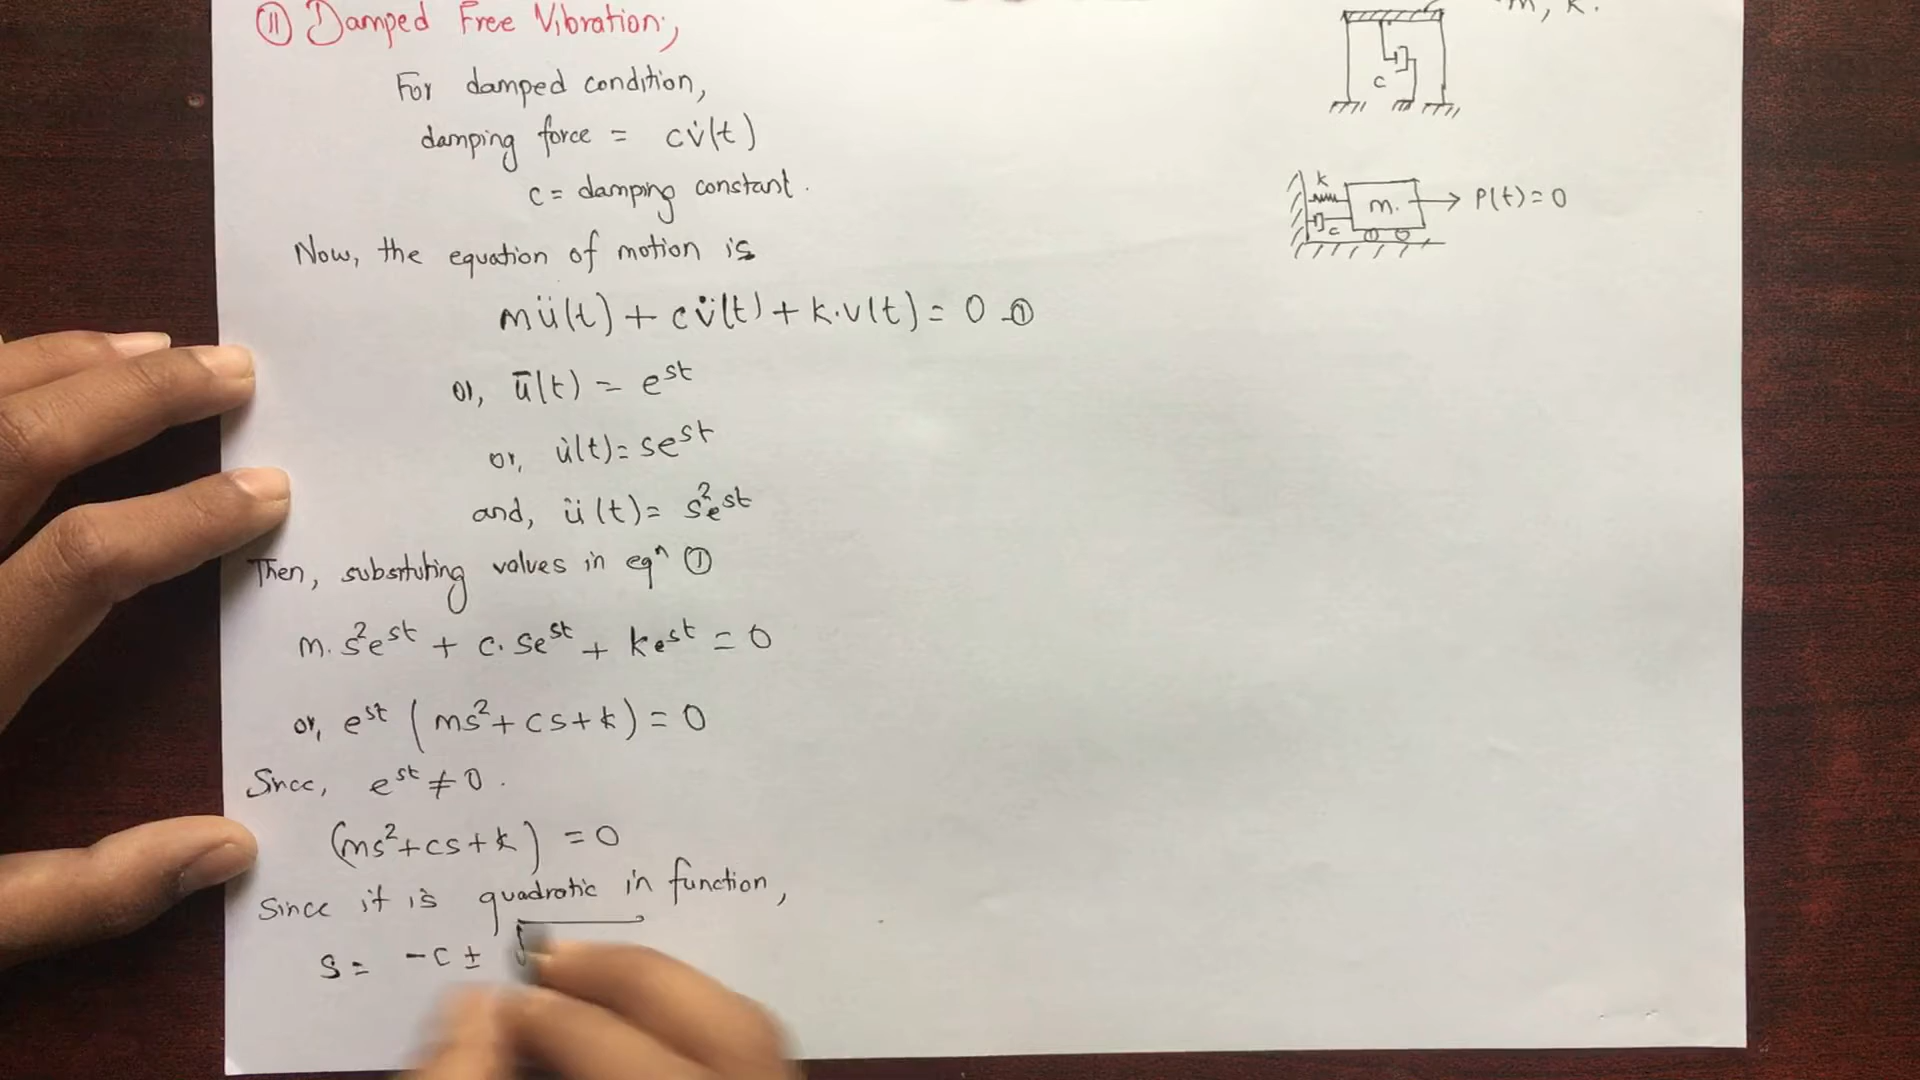 II Damped Free Vibration,
For damped condition,
damping force = cv̇(t)
c = damping constant.
Now, the equation of motion is
mü(t) + cv̇(t) + k.v(t) = 0 - ①
or, ū(t) = e^st
or, u̇(t) = se^st
and, ü(t) = s²e^st
Then, substituting values in eqⁿ ①
m. s²e^st + c. se^st + ke^st = 0
or, e^st (ms² + cs + k) = 0
Since, e^st ≠ 0.
(ms² + cs + k) = 0
Since it is quadratic in function,
s = -c ± √
m, k.
c
k
m.
P(t) = 0
c